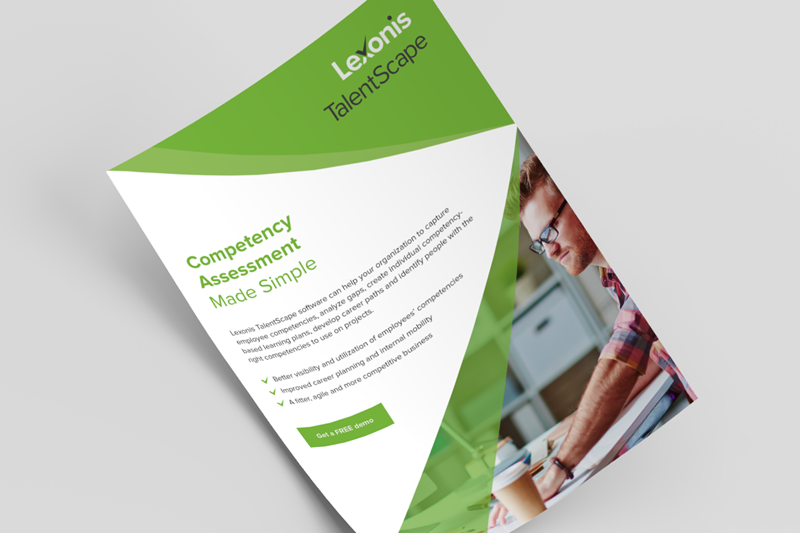 Lexonis
TalentScape
Competency
Assessment
Made Simple
Lexonis TalentScape software can help your organization to capture
employee competencies, analyze gaps, create individual competency-
based learning plans, develop career paths and identify people with the
right competencies to use on projects.
Better visibility and utilization of employees' competencies
Improved career planning and internal mobility
A fitter, agile and more competitive business
Get a FREE demo